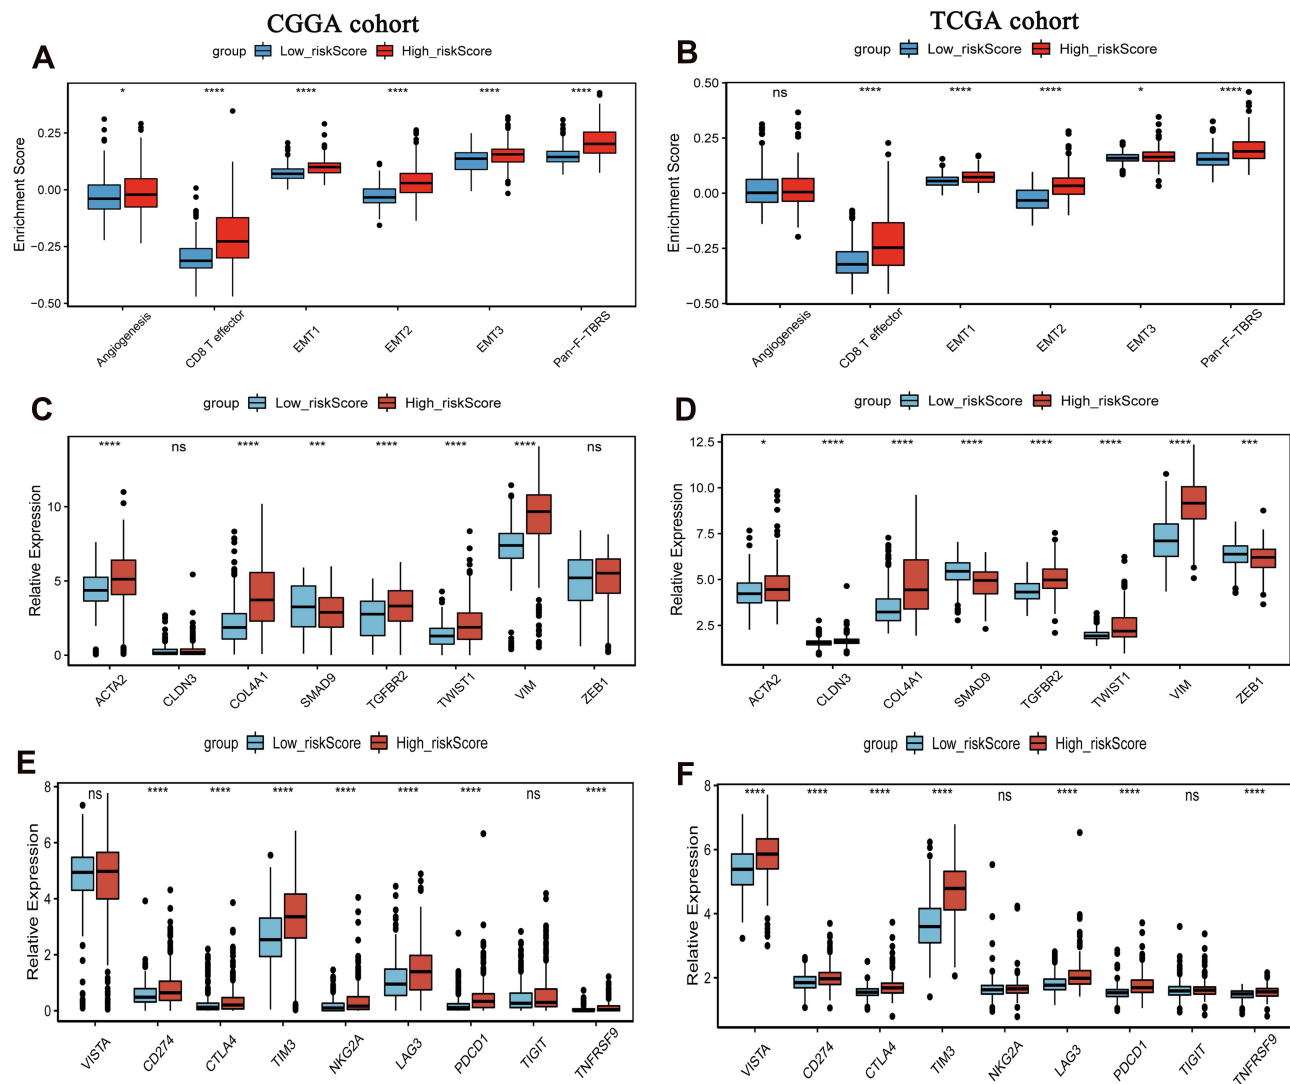 CGGA cohort
TCGA cohort
A
group Low_riskScore High_riskScore
* **** **** **** **** ****
Enrichment Score
0.25
0.00
−0.25
−0.50
Angiogenesis CD8 T effector EMT1 EMT2 EMT3 Pan−F−TBRS
B
group Low_riskScore High_riskScore
ns **** **** **** * ****
Enrichment Score
0.50
0.25
0.00
−0.25
−0.50
Angiogenesis CD8 T effector EMT1 EMT2 EMT3 Pan−F−TBRS
C
group Low_riskScore High_riskScore
**** ns **** *** **** **** **** ns
Relative Expression
10
5
0
ACTA2 CLDN3 COL4A1 SMAD9 TGFBR2 TWIST1 VIM ZEB1
D
group Low_riskScore High_riskScore
* **** **** **** **** **** **** ***
Relative Expression
12.5
10.0
7.5
5.0
2.5
ACTA2 CLDN3 COL4A1 SMAD9 TGFBR2 TWIST1 VIM ZEB1
E
group Low_riskScore High_riskScore
ns **** **** **** **** **** **** ns ****
Relative Expression
8
6
4
2
0
VISTA CD274 CTLA4 TIM3 NKG2A LAG3 PDCD1 TIGIT TNFRSF9
F
group Low_riskScore High_riskScore
**** **** **** **** ns **** **** ns ****
Relative Expression
8
6
4
2
VISTA CD274 CTLA4 TIM3 NKG2A LAG3 PDCD1 TIGIT TNFRSF9